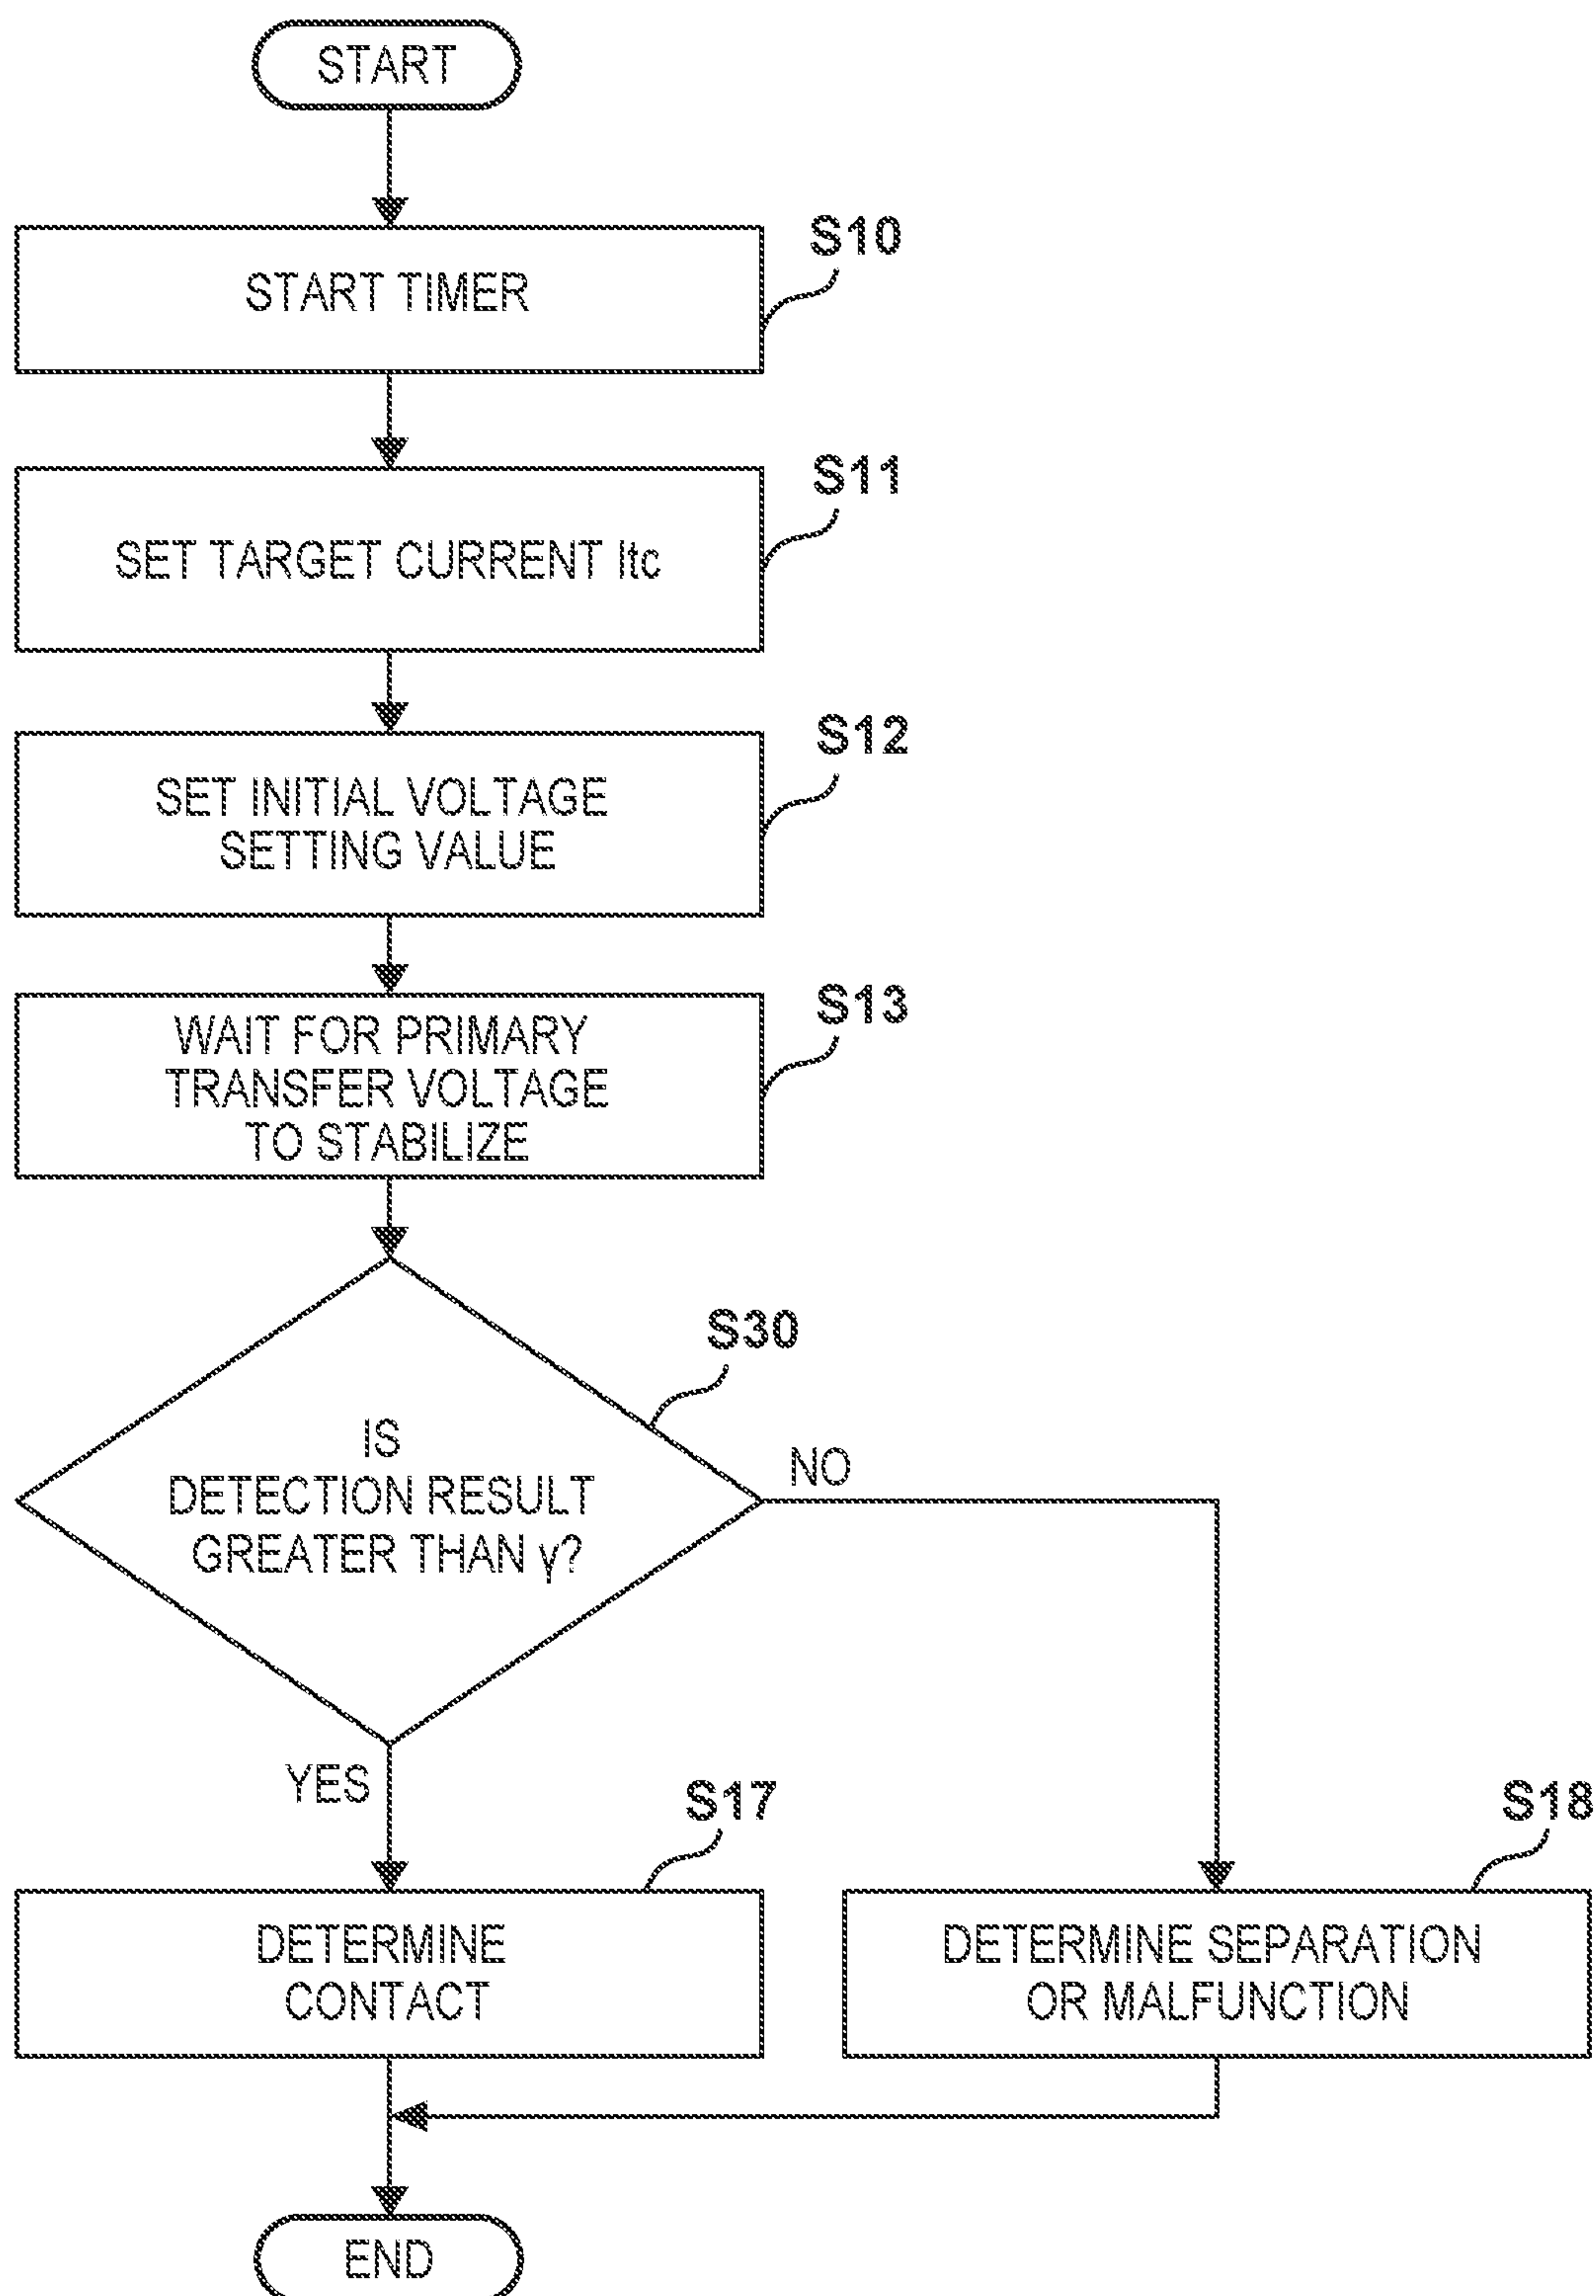 START
S10
START TIMER
S11
SET TARGET CURRENT Itc
S12
SET INITIAL VOLTAGE
SETTING VALUE
S13
WAIT FOR PRIMARY
TRANSFER VOLTAGE
TO STABILIZE
S30
IS
DETECTION RESULT
GREATER THAN γ?
NO
YES
S17
S18
DETERMINE
CONTACT
DETERMINE SEPARATION
OR MALFUNCTION
END